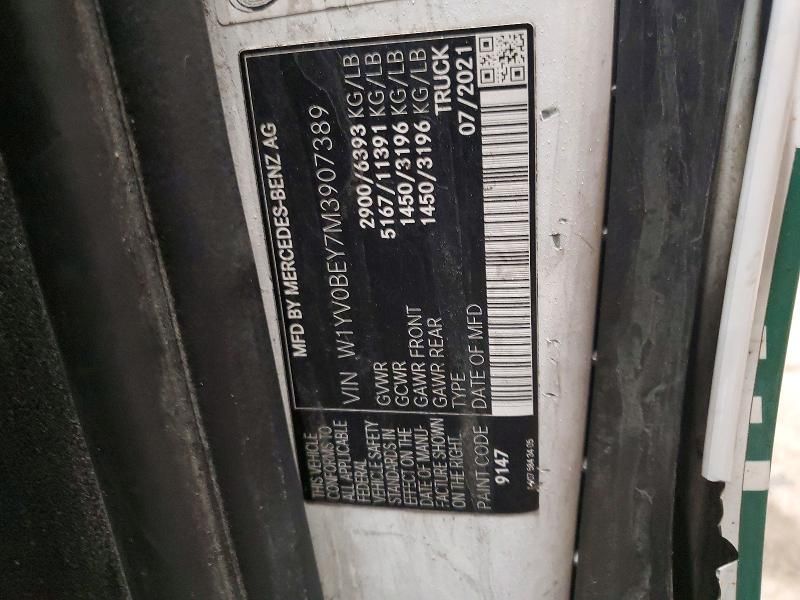 MFD BY MERCEDES-BENZ AG
VIN W1YV0BEY7M3907389
GVWR 2900/6393 KG/LB
GCWR 5167/11391 KG/LB
GAWR FRONT 1450/3196 KG/LB
GAWR REAR 1450/3196 KG/LB
TYPE TRUCK
DATE OF MFD 07/2021
THIS VEHICLE
CONFORMS TO
ALL APPLICABLE
FEDERAL
VEHICLE SAFETY
STANDARDS IN
EFFECT ON THE
DATE OF MANU-
FACTURE SHOWN
ON THE RIGHT.
PAINT CODE
9147